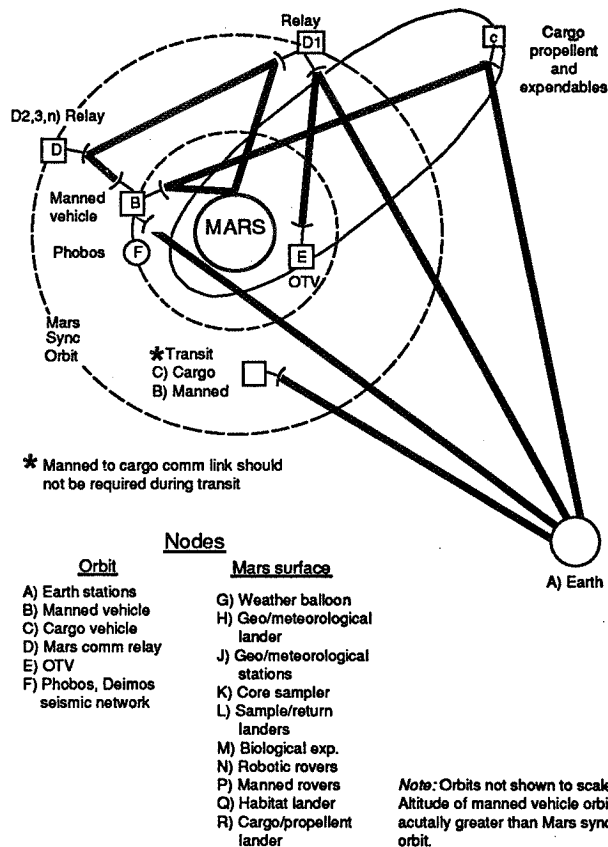 Relay
D1
c
Cargo
propellent
and
expendables
D2,3,n) Relay
D
Manned
vehicle
B
MARS
Phobos
F
E
OTV
Mars
Sync
Orbit
* Transit
C) Cargo
B) Manned
* Manned to cargo comm link should
not be required during transit
A) Earth
Nodes
Orbit
A) Earth stations
B) Manned vehicle
C) Cargo vehicle
D) Mars comm relay
E) OTV
F) Phobos, Deimos
seismic network
Mars surface
G) Weather balloon
H) Geo/meteorological
lander
J) Geo/meteorological
stations
K) Core sampler
L) Sample/return
landers
M) Biological exp.
N) Robotic rovers
P) Manned rovers
Q) Habitat lander
R) Cargo/propellent
lander
Note: Orbits not shown to scale
Altitude of manned vehicle orbi
acutally greater than Mars sync
orbit.